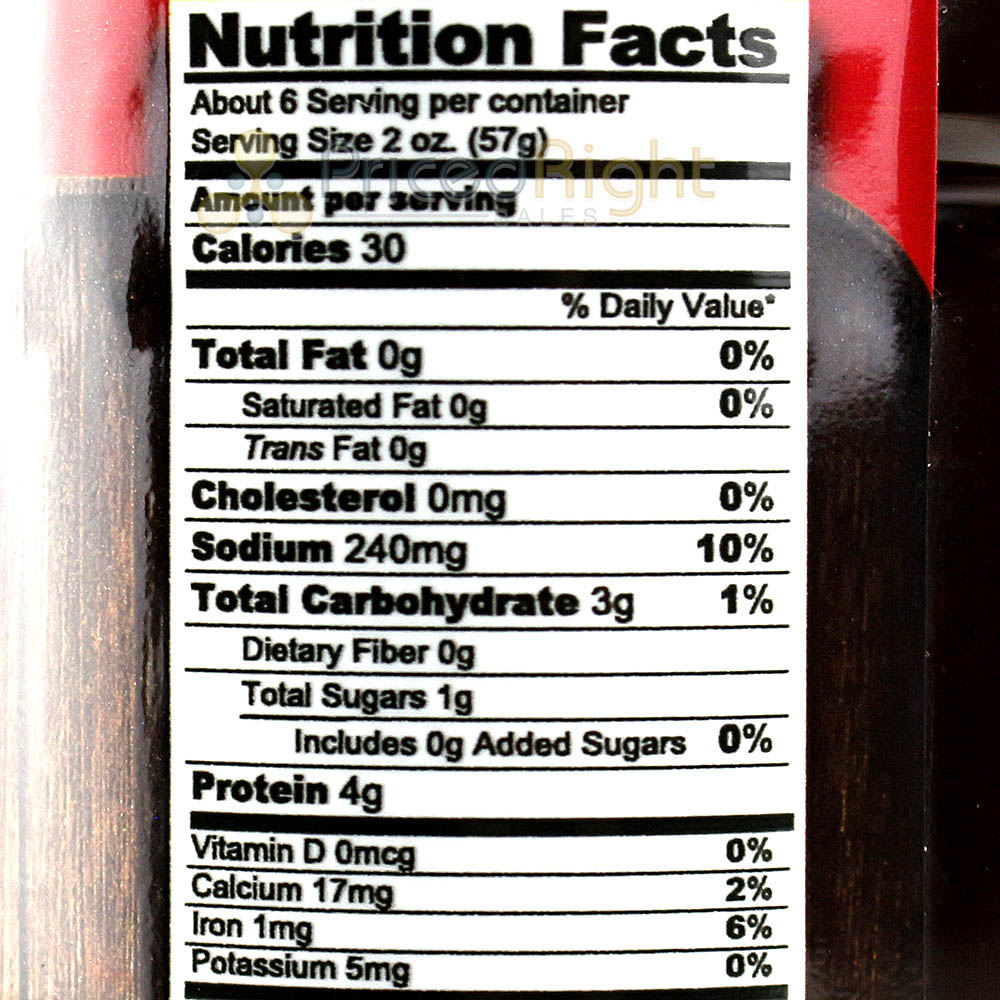 Nutrition Facts
About 6 Serving per container
Serving Size 2 oz. (57g)
PricedRight
SALES
Amount per serving
Calories 30
% Daily Value*
Total Fat 0g 0%
Saturated Fat 0g 0%
Trans Fat 0g
Cholesterol 0mg 0%
Sodium 240mg 10%
Total Carbohydrate 3g 1%
Dietary Fiber 0g
Total Sugars 1g
Includes 0g Added Sugars 0%
Protein 4g
Vitamin D 0mcg 0%
Calcium 17mg 2%
Iron 1mg 6%
Potassium 5mg 0%